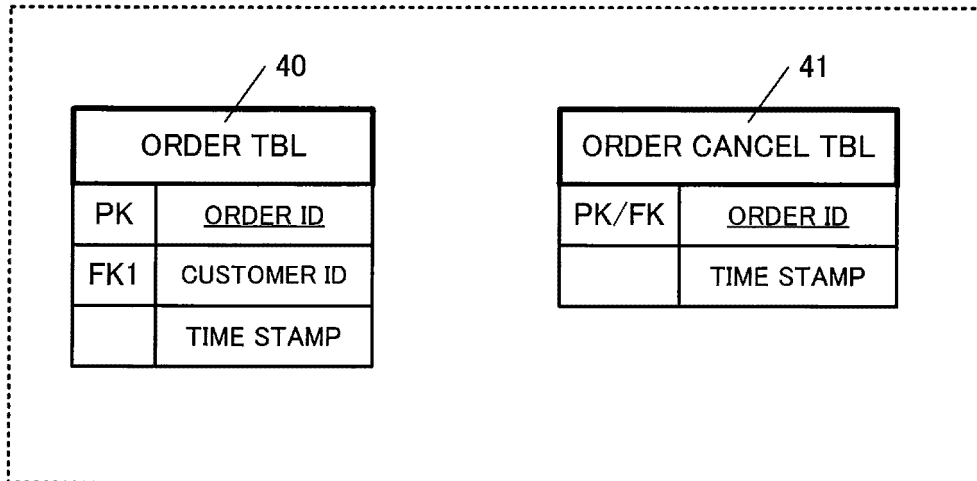 40
41
ORDER TBL
ORDER CANCEL TBL
PK ORDER ID
PK/FK ORDER ID
FK1 CUSTOMER ID
TIME STAMP
TIME STAMP